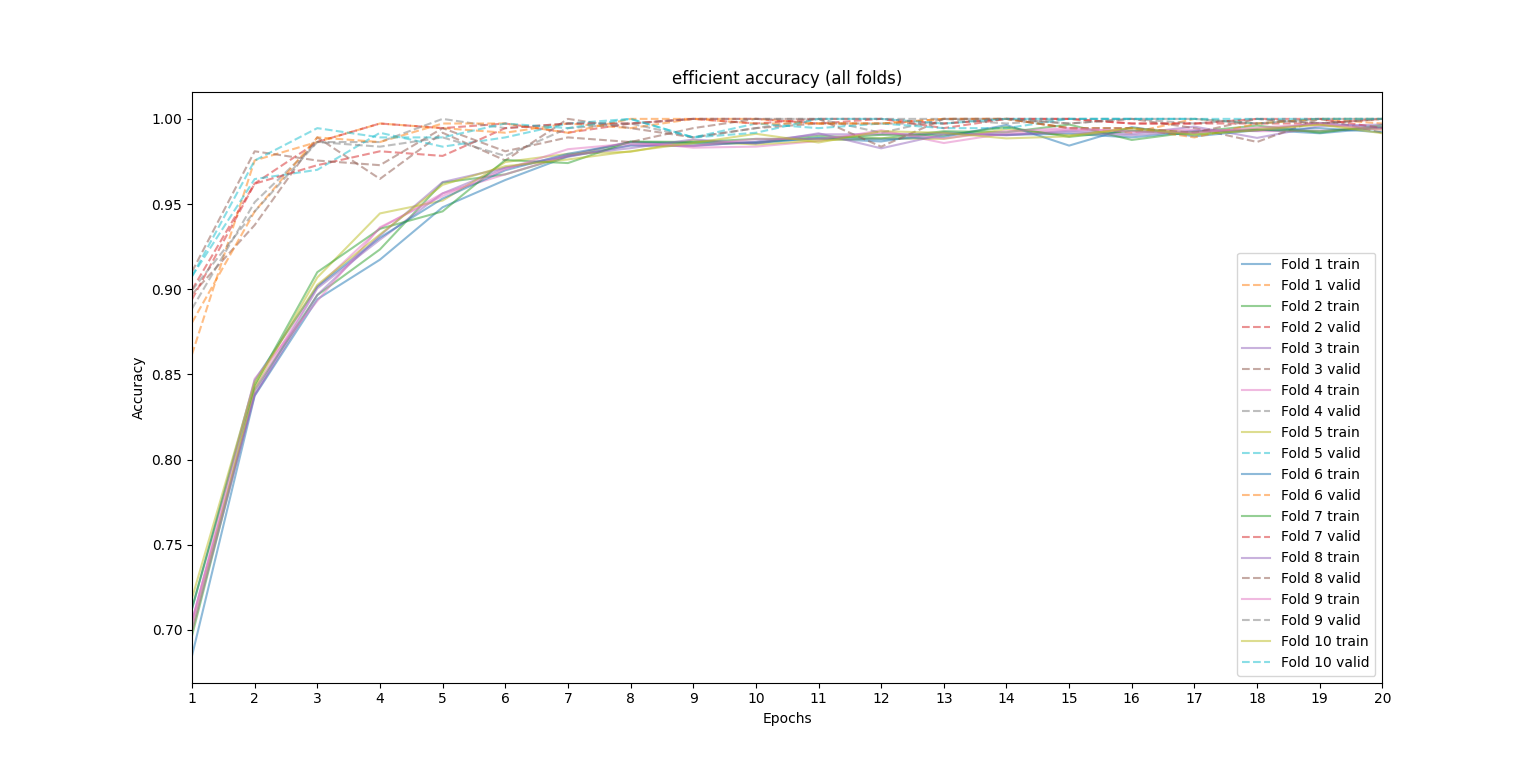 efficient accuracy (all folds)
1.00
0.95
0.90
0.85
0.80
0.75
0.70
Accuracy
1 2 3 4 5 6 7 8 9 10 11 12 13 14 15 16 17 18 19 20
Epochs
Fold 1 train
Fold 1 valid
Fold 2 train
Fold 2 valid
Fold 3 train
Fold 3 valid
Fold 4 train
Fold 4 valid
Fold 5 train
Fold 5 valid
Fold 6 train
Fold 6 valid
Fold 7 train
Fold 7 valid
Fold 8 train
Fold 8 valid
Fold 9 train
Fold 9 valid
Fold 10 train
Fold 10 valid